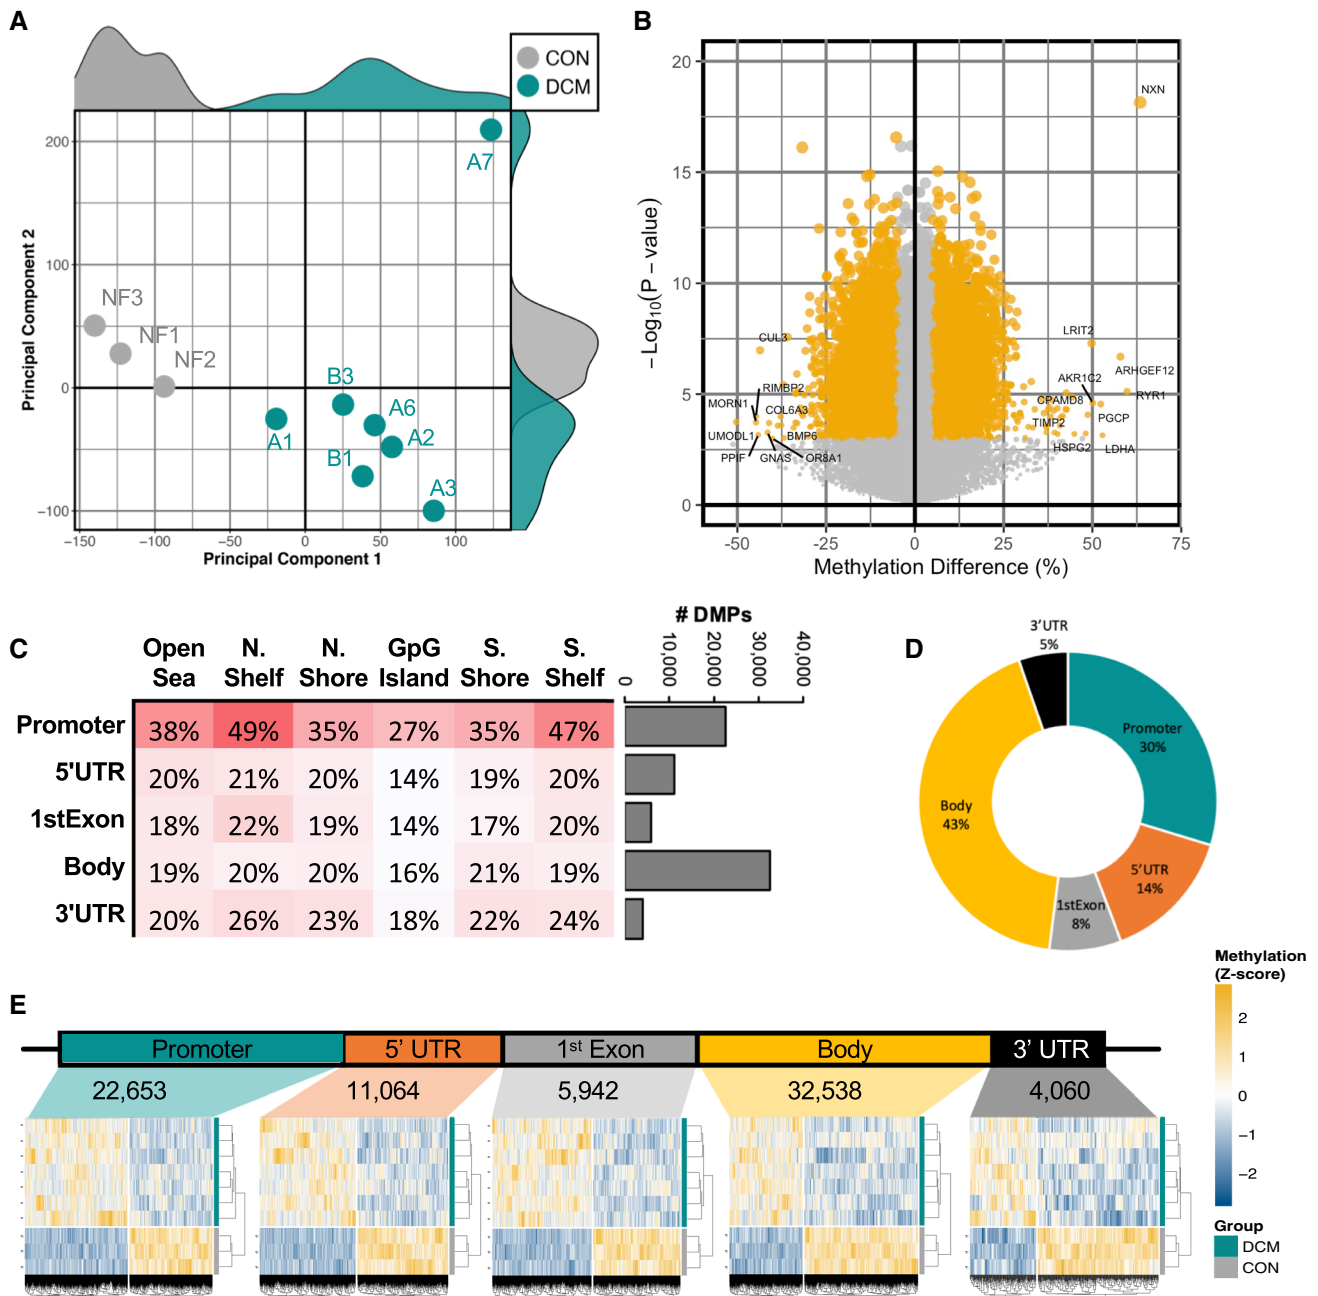 A
CON
DCM
200
100
0
−100
Principal Component 2
A7
NF3
NF1
NF2
B3
A6
A1
A2
B1
A3
−150
−100
−50
0
50
100
Principal Component 1
B
20
15
10
5
0
−Log10(P − value)
NXN
CUL3
LRIT2
ARHGEF12
AKR1C2
RIMBP2
RYR1
CPAMD8
MORN1
COL6A3
PGCP
TIMP2
UMODL1
BMP6
HSPG2
LDHA
PPIF
GNAS
OR8A1
-50
-25
0
25
50
75
Methylation Difference (%)
C
Open Sea
N. Shelf
N. Shore
GpG Island
S. Shore
S. Shelf
# DMPs
0
10,000
20,000
30,000
40,000
Promoter 38% 49% 35% 27% 35% 47%
5'UTR 20% 21% 20% 14% 19% 20%
1stExon 18% 22% 19% 14% 17% 20%
Body 19% 20% 20% 16% 21% 19%
3'UTR 20% 26% 23% 18% 22% 24%
D
3'UTR
5%
Promoter
30%
Body
43%
5'UTR
14%
1stExon
8%
E
Promoter
5' UTR
1st Exon
Body
3' UTR
22,653
11,064
5,942
32,538
4,060
Methylation
(Z-score)
2
1
0
−1
−2
Group
DCM
CON